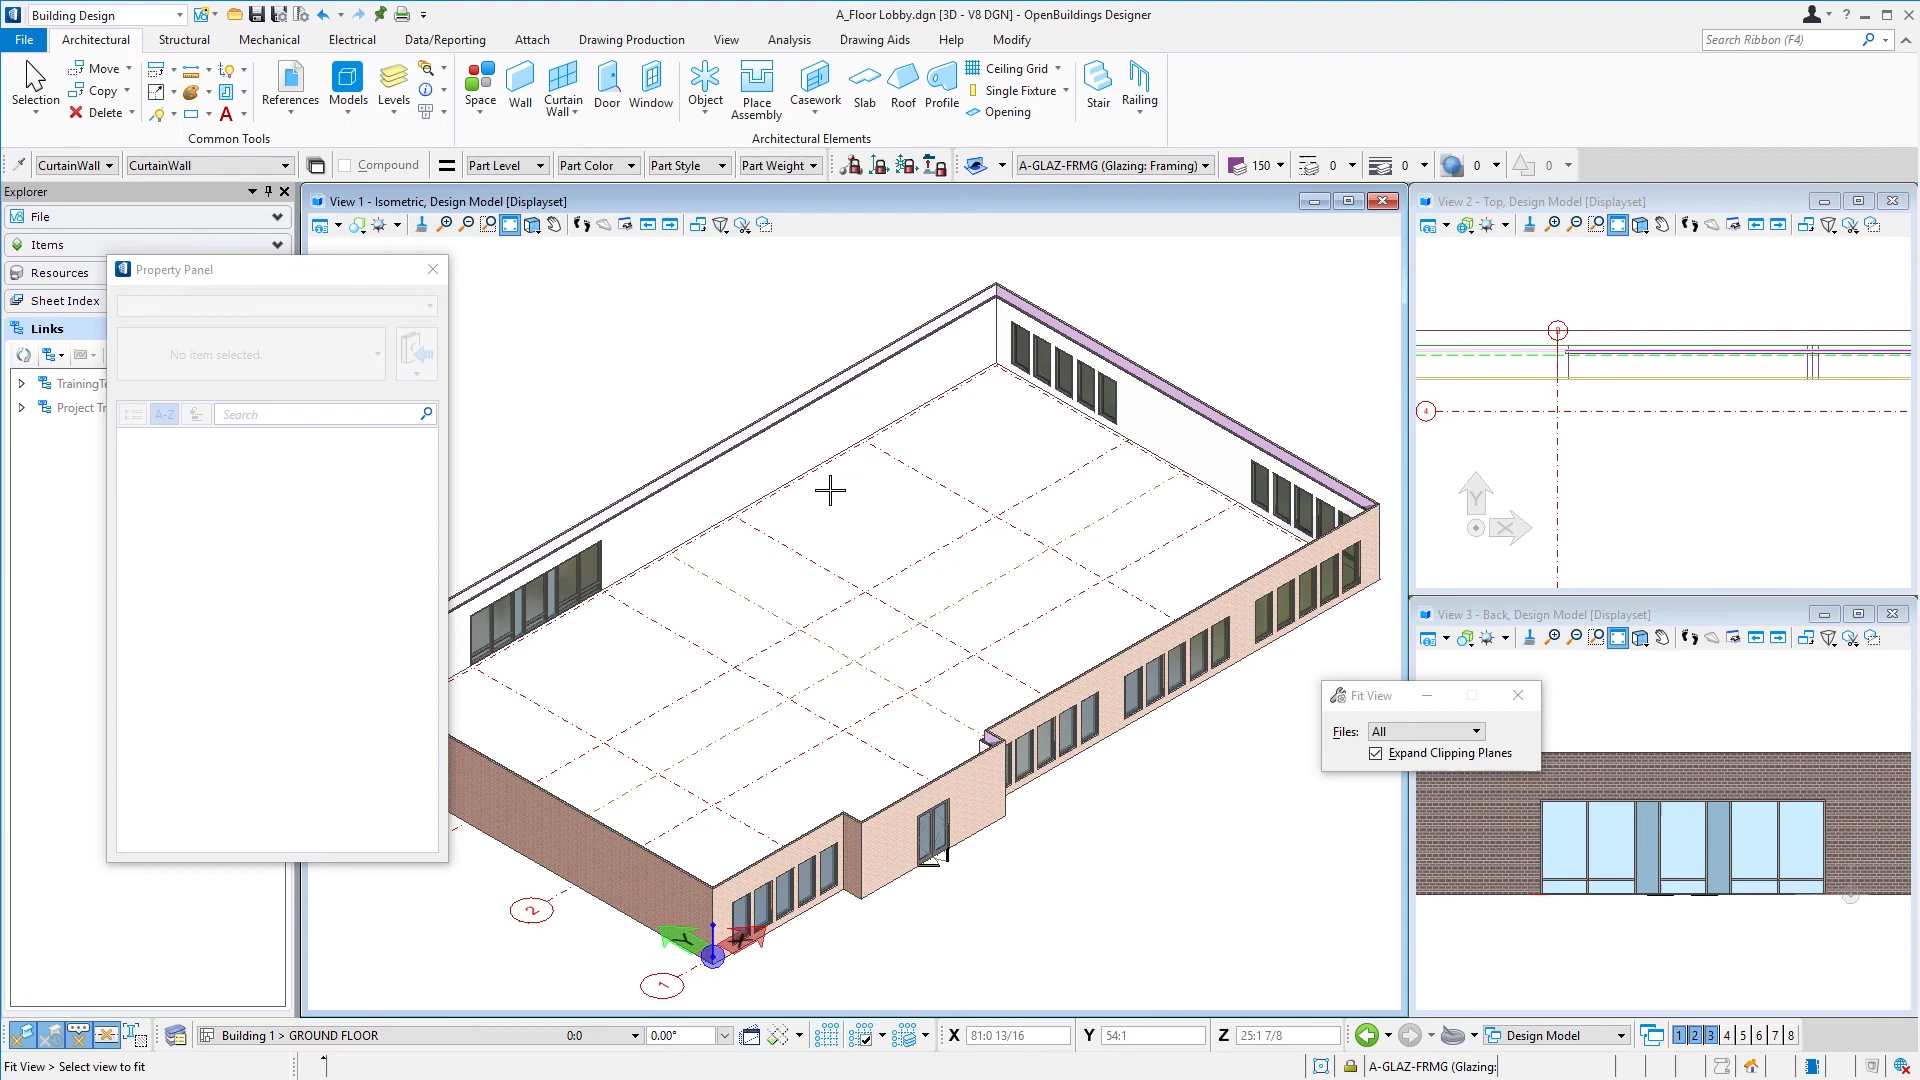 Building Design
A_Floor Lobby.dgn [3D - V8 DGN] - OpenBuildings Designer
File
Architectural
Structural
Mechanical
Electrical
Data/Reporting
Attach
Drawing Production
View
Analysis
Drawing Aids
Help
Modify
Search Ribbon (F4)
Selection
Move
Copy
Delete
References
Models
Levels
Common Tools
Space
Wall
Curtain Wall
Door
Window
Object
Place Assembly
Casework
Slab
Roof
Profile
Ceiling Grid
Single Fixture
Opening
Stair
Railing
Architectural Elements
CurtainWall
CurtainWall
Compound
Part Level
Part Color
Part Style
Part Weight
A-GLAZ-FRMG (Glazing: Framing)
150
0
0
0
0
Explorer
File
Items
Resources
Sheet Index
Links
TrainingTe
Project Tr
Property Panel
No item selected.
A-Z
Search
View 1 - Isometric, Design Model [Displayset]
2
1
Y
X
View 2 - Top, Design Model [Displayset]
4
Y
X
View 3 - Back, Design Model [Displayset]
Fit View
Files:
All
Expand Clipping Planes
Building 1 > GROUND FLOOR
0:0
0.00°
X
81:0 13/16
Y
54:1
Z
25:1 7/8
Design Model
1 2 3 4 5 6 7 8
Fit View > Select view to fit
A-GLAZ-FRMG (Glazing: